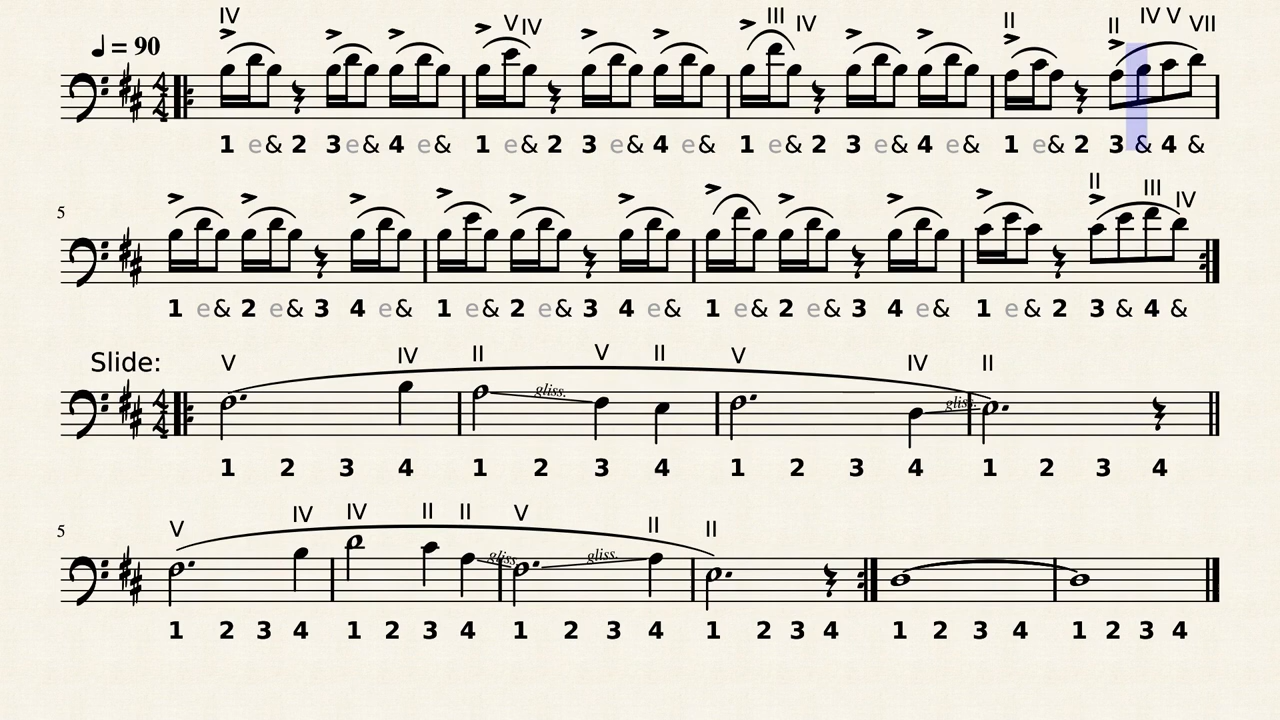 IV V IV III IV II II IV V VII
♩ = 90
4 4
1 e & 2 3 e & 4 e & 1 e & 2 3 e & 4 e & 1 e & 2 3 e & 4 e & 1 e & 2 3 & 4 &
II III IV
5
1 e & 2 e & 3 4 e & 1 e & 2 e & 3 4 e & 1 e & 2 e & 3 4 e & 1 e & 2 3 & 4 &
Slide: V IV II V II V IV II
4 4 gliss. gliss.
1 2 3 4 1 2 3 4 1 2 3 4 1 2 3 4
V IV IV II II V II II
5
gliss. gliss.
1 2 3 4 1 2 3 4 1 2 3 4 1 2 3 4 1 2 3 4 1 2 3 4